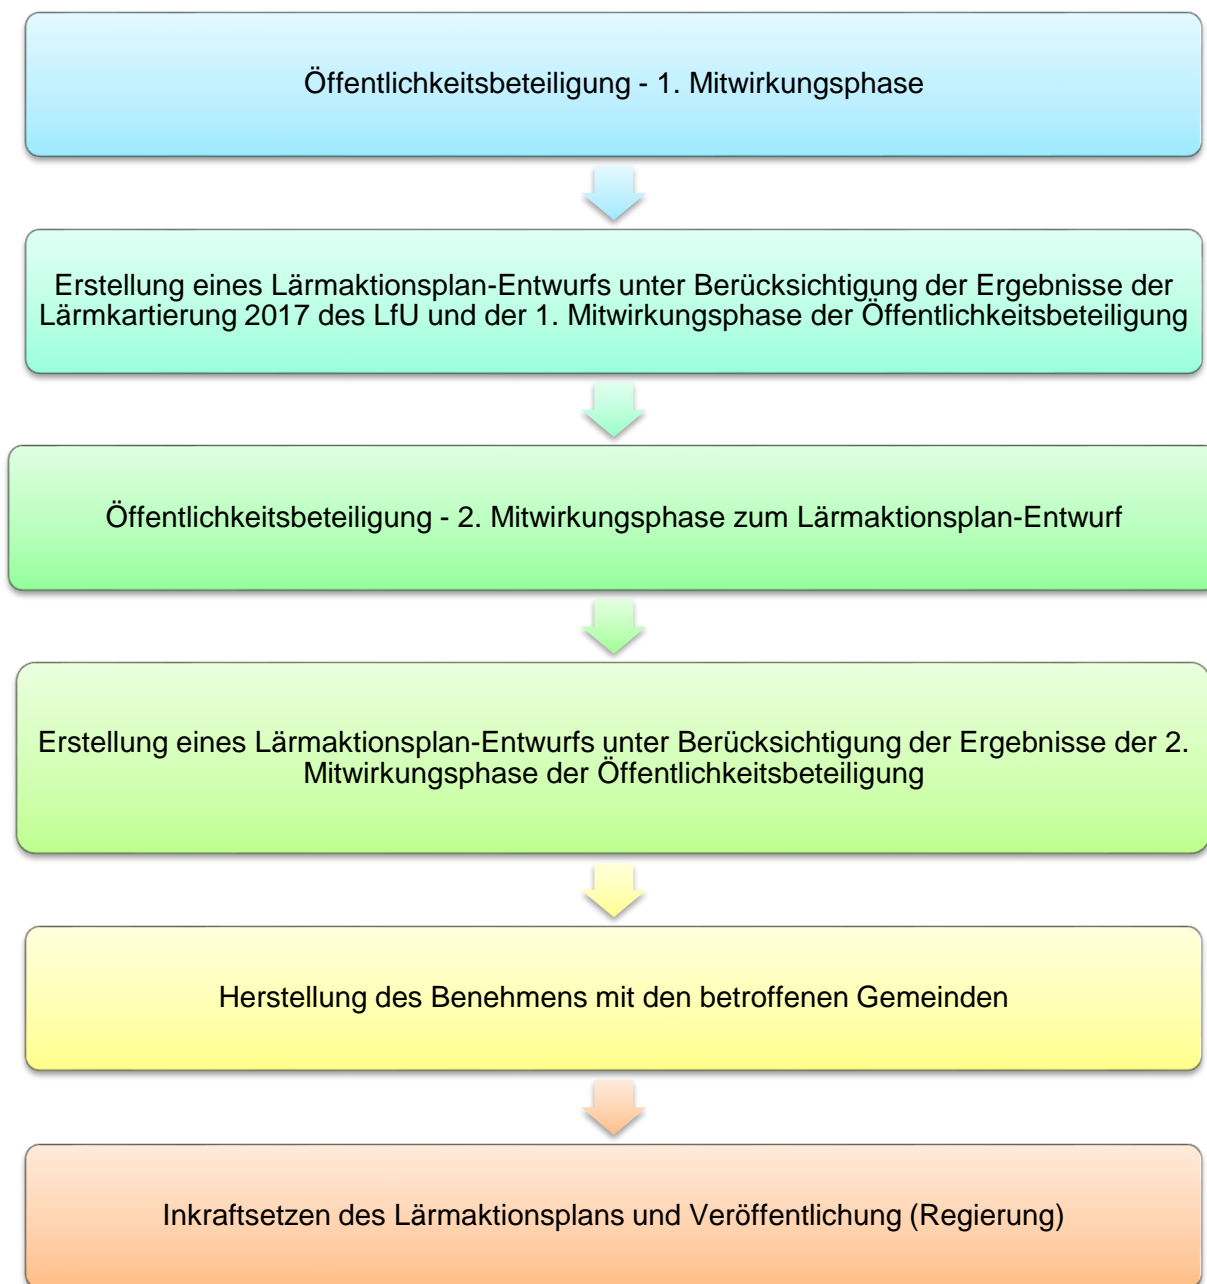 Öffentlichkeitsbeteiligung - 1. Mitwirkungsphase
Erstellung eines Lärmaktionsplan-Entwurfs unter Berücksichtigung der Ergebnisse der
Lärmkartierung 2017 des LfU und der 1. Mitwirkungsphase der Öffentlichkeitsbeteiligung
Öffentlichkeitsbeteiligung - 2. Mitwirkungsphase zum Lärmaktionsplan-Entwurf
Erstellung eines Lärmaktionsplan-Entwurfs unter Berücksichtigung der Ergebnisse der 2.
Mitwirkungsphase der Öffentlichkeitsbeteiligung
Herstellung des Benehmens mit den betroffenen Gemeinden
Inkraftsetzen des Lärmaktionsplans und Veröffentlichung (Regierung)